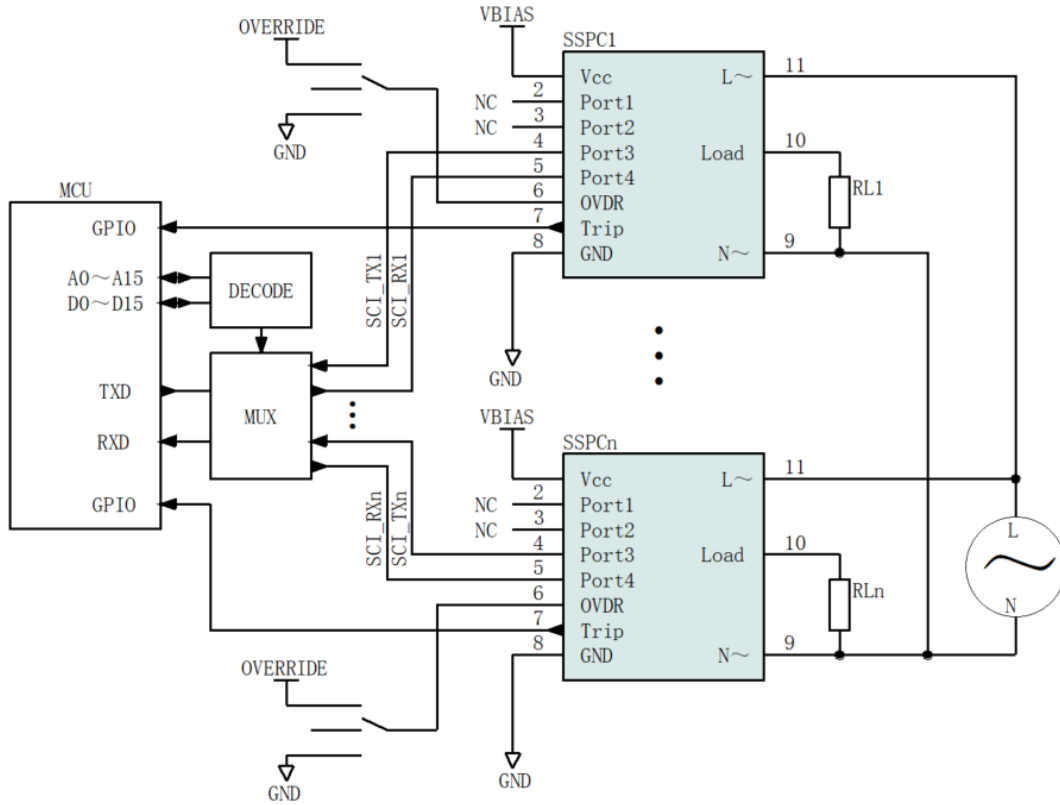 OVERRIDE
GND
VBIAS
SSPC1
Vcc
L～
11
NC
2
Port1
NC
3
Port2
4
Port3
Load
10
5
Port4
RL1
6
OVDR
7
Trip
8
GND
N～
9
GND
SCI_TX1
SCI_RX1
MCU
GPIO
A0～A15
D0～D15
DECODE
TXD
MUX
RXD
GPIO
SCI_RXn
SCI_TXn
VBIAS
SSPCn
Vcc
L～
11
NC
2
Port1
NC
3
Port2
4
Port3
Load
10
5
Port4
RLn
6
OVDR
7
Trip
8
GND
N～
9
GND
L
N
OVERRIDE
GND